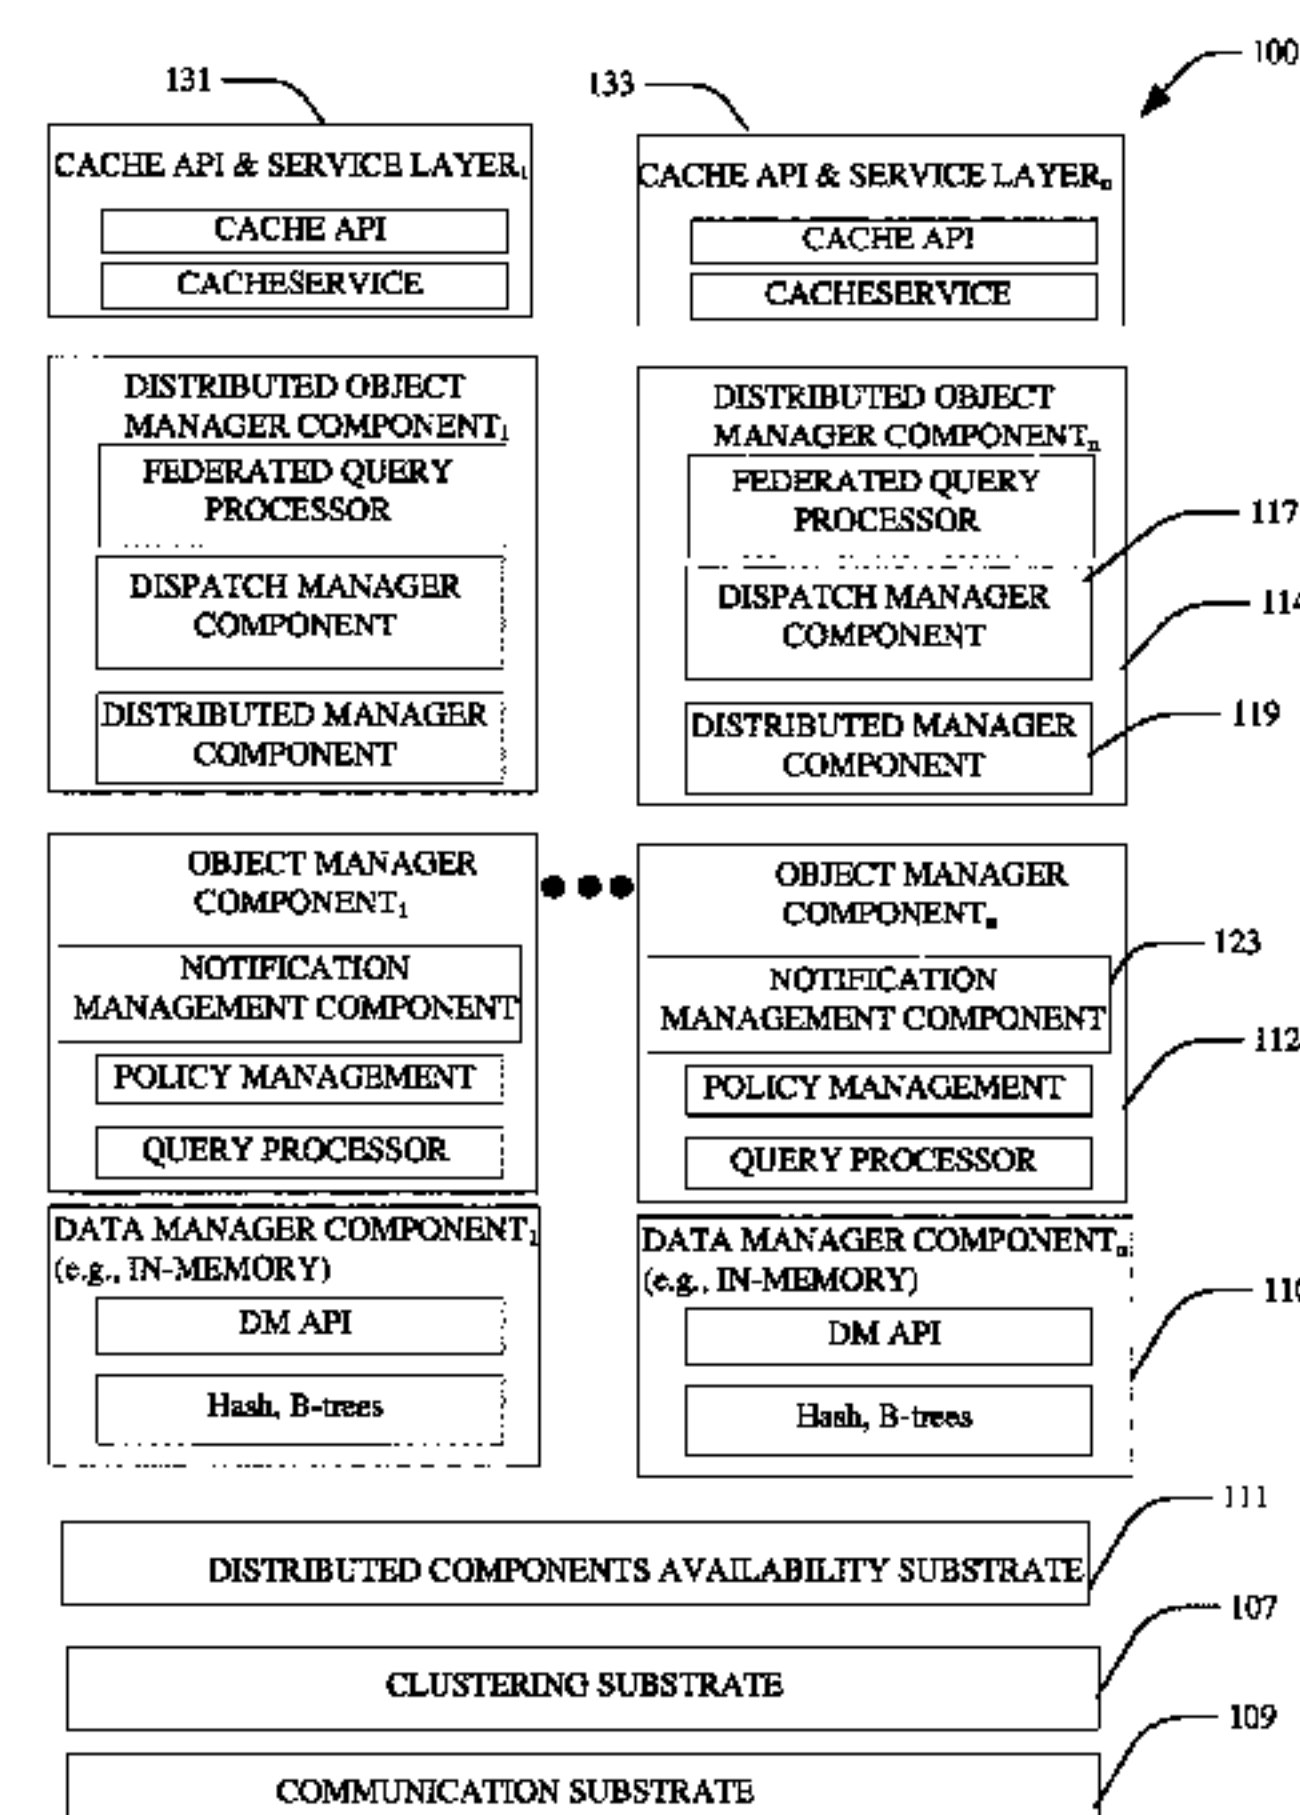 100
131
133
CACHE API & SERVICE LAYER₁
CACHE API
CACHESERVICE
CACHE API & SERVICE LAYERₙ
CACHE API
CACHESERVICE
DISTRIBUTED OBJECT
MANAGER COMPONENT₁
FEDERATED QUERY
PROCESSOR
DISPATCH MANAGER
COMPONENT
DISTRIBUTED MANAGER
COMPONENT
DISTRIBUTED OBJECT
MANAGER COMPONENTₙ
FEDERATED QUERY
PROCESSOR
DISPATCH MANAGER
COMPONENT
DISTRIBUTED MANAGER
COMPONENT
117
114
119
OBJECT MANAGER
COMPONENT₁
NOTIFICATION
MANAGEMENT COMPONENT
POLICY MANAGEMENT
QUERY PROCESSOR
OBJECT MANAGER
COMPONENTₙ
NOTIFICATION
MANAGEMENT COMPONENT
POLICY MANAGEMENT
QUERY PROCESSOR
123
112
DATA MANAGER COMPONENT₁
(e.g., IN-MEMORY)
DM API
Hash, B-trees
DATA MANAGER COMPONENTₙ
(e.g., IN-MEMORY)
DM API
Hash, B-trees
110
DISTRIBUTED COMPONENTS AVAILABILITY SUBSTRATE
111
CLUSTERING SUBSTRATE
107
COMMUNICATION SUBSTRATE
109